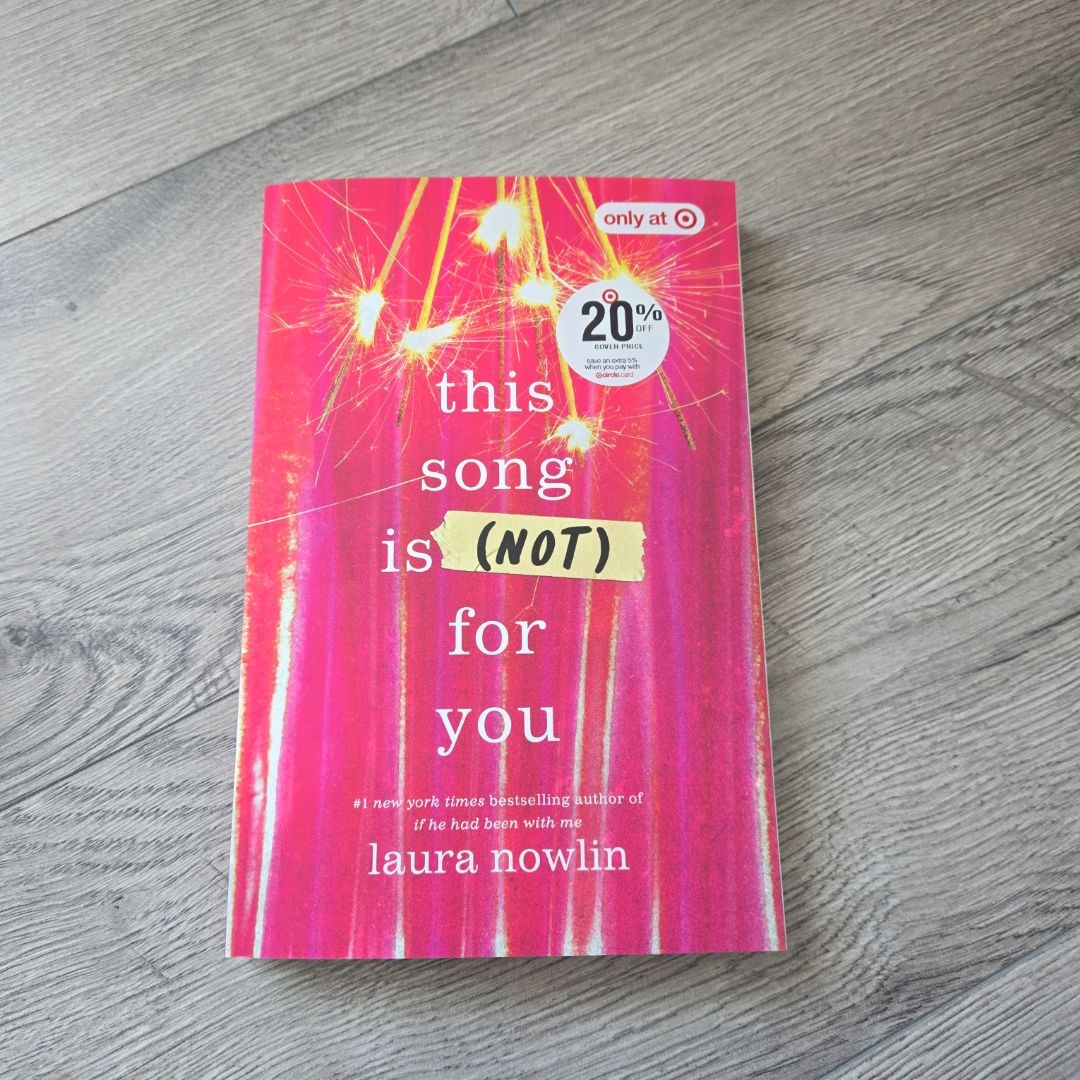 only at
20%
OFF
COVER PRICE
save an extra 5%
when you pay with
circle card
this
song
is (NOT)
for
you
#1 new york times bestselling author of
if he had been with me
laura nowlin